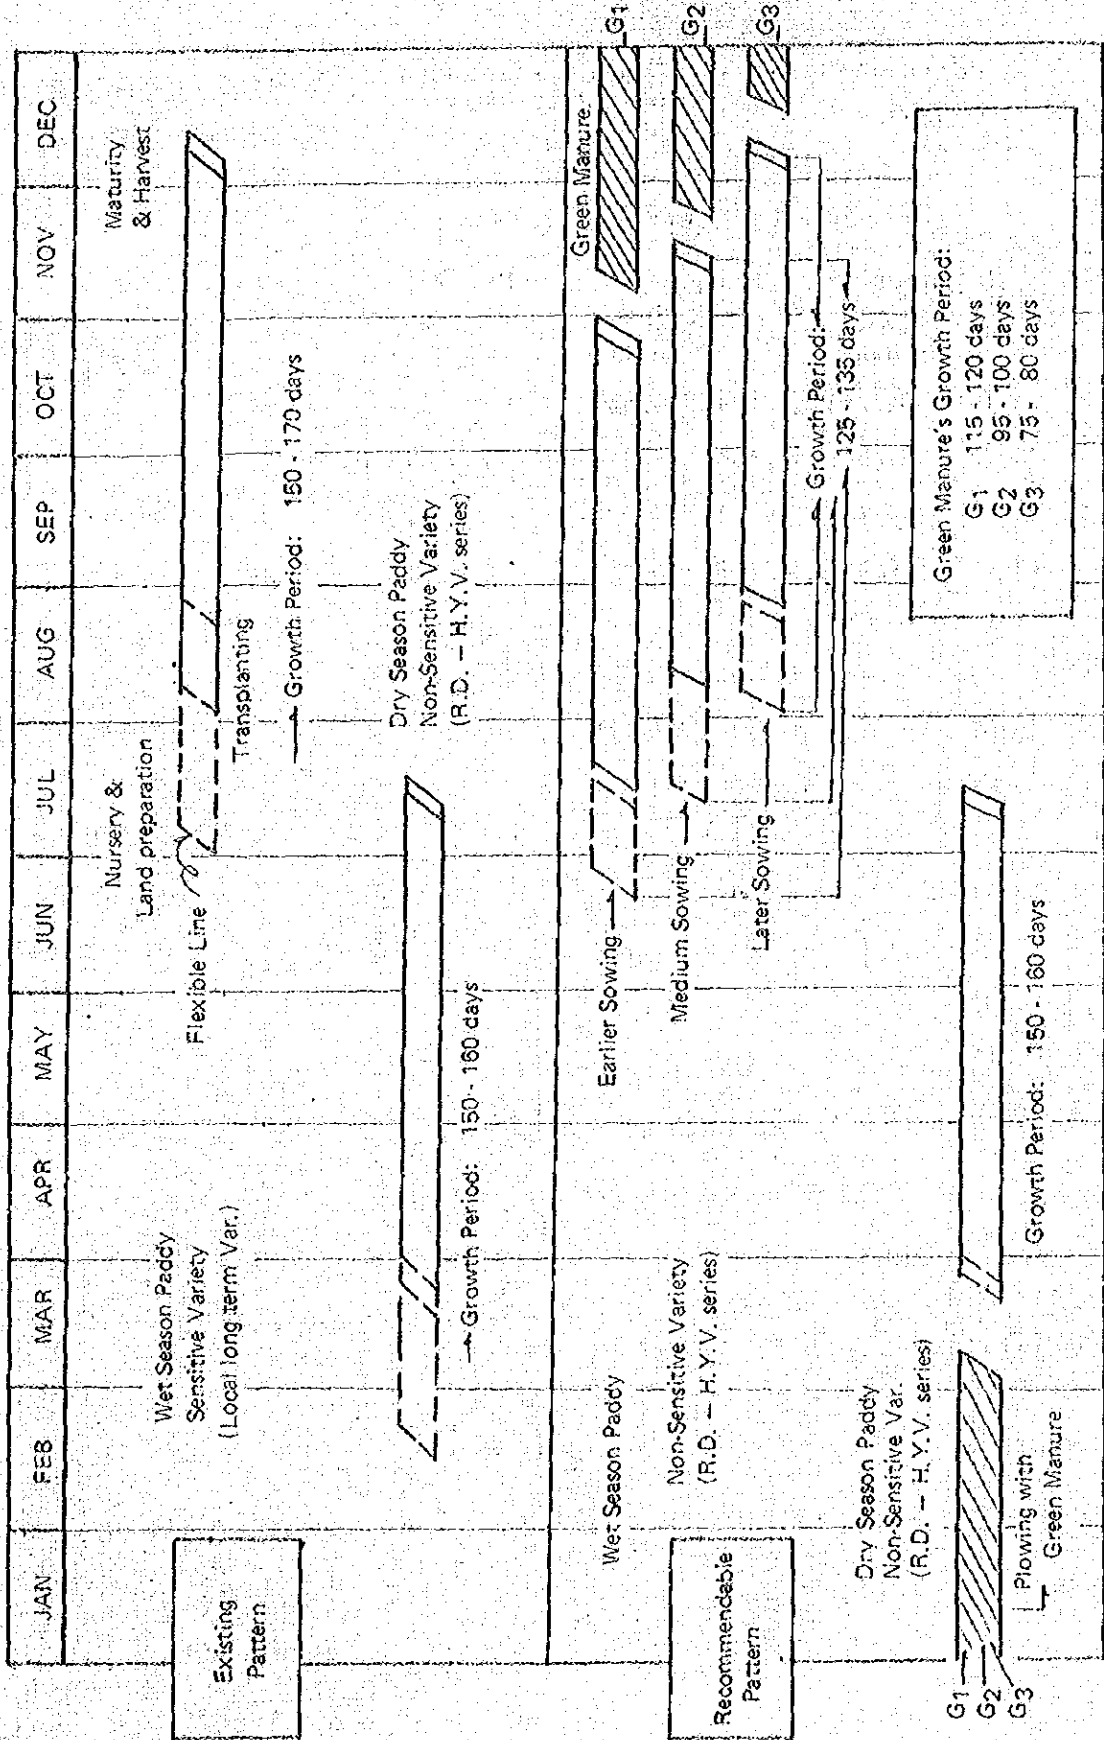 JAN FEB MAR APR MAY JUN JUL AUG SEP OCT NOV DEC
Existing
Pattern
Wet Season Paddy
Sensitive Variety
(Local long term Var.)
Nursery &
Land preparation
Flexible Line
Transplanting
Maturity
& Harvest
Growth Period: 150 - 170 days
Dry Season Paddy
Non-Sensitive Variety
(R.D. – H.Y.V. series)
Growth Period: 150 - 160 days
Recommendable
Pattern
Wet Season Paddy
Non-Sensitive Variety
(R.D. – H.Y.V. series)
Earlier Sowing
Medium Sowing
Later Sowing
Green Manure
G1
G2
G3
Growth Period:
125 - 135 days
Dry Season Paddy
Non-Sensitive Var.
(R.D. – H.Y.V. series)
G1
G2
G3
Plowing with
Green Manure
Growth Period: 150 - 160 days
Green Manure's Growth Period:
G1 115 - 120 days
G2 95 - 100 days
G3 75 - 80 days